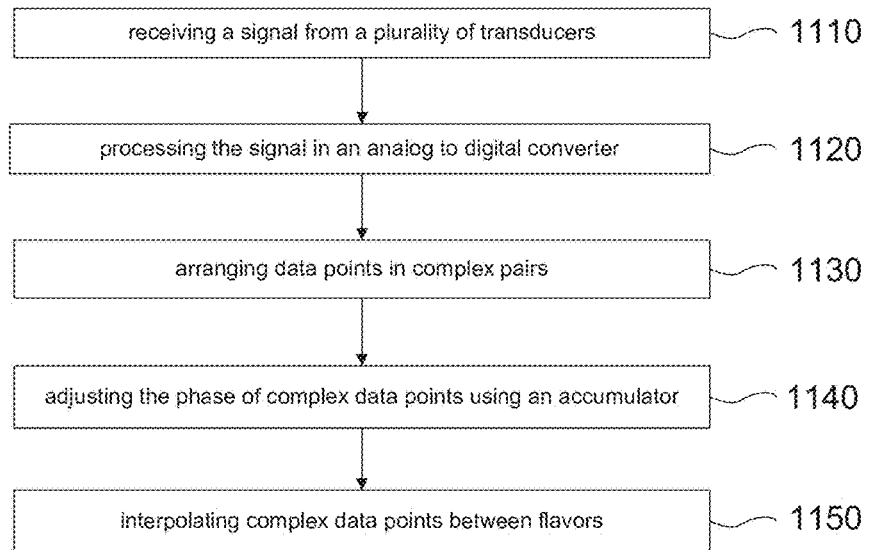 receiving a signal from a plurality of transducers 1110
processing the signal in an analog to digital converter 1120
arranging data points in complex pairs 1130
adjusting the phase of complex data points using an accumulator 1140
interpolating complex data points between flavors 1150